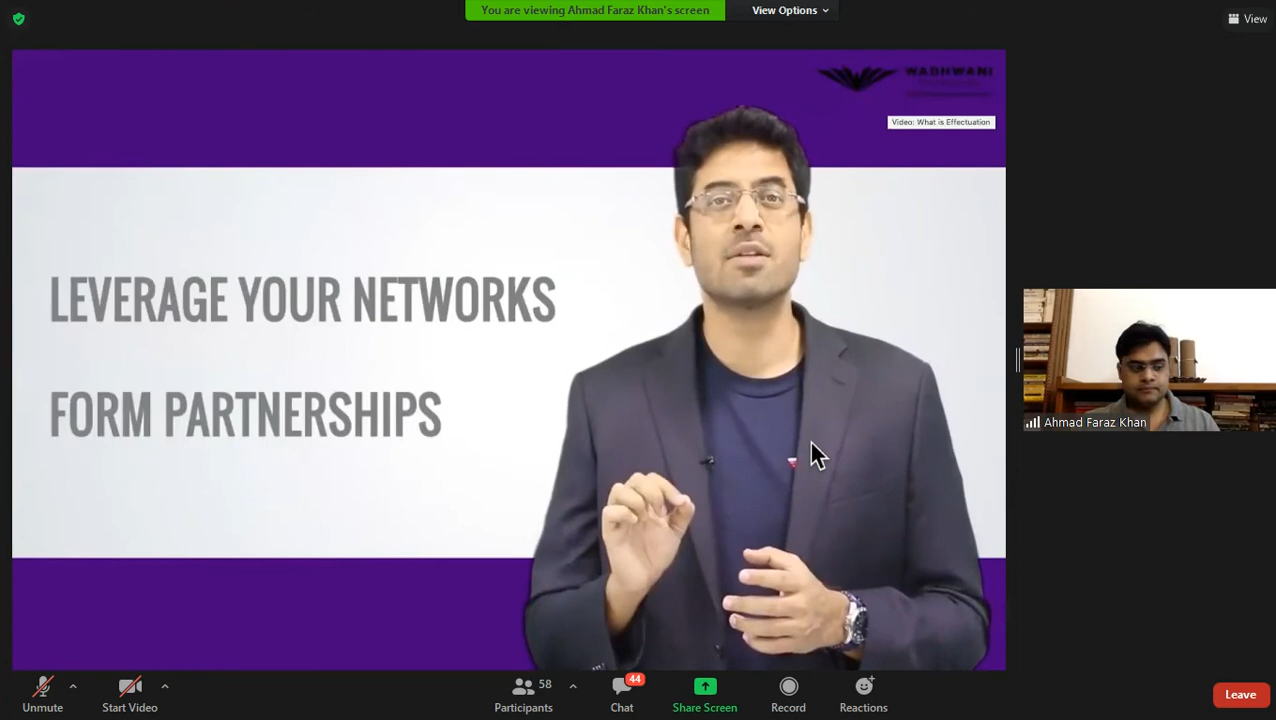 You are viewing Ahmad Faraz Khan's screen
View Options
View
WADHWANI
Video: What is Effectuation
LEVERAGE YOUR NETWORKS
FORM PARTNERSHIPS
Ahmad Faraz Khan
58
44
Unmute
Start Video
Participants
Chat
Share Screen
Record
Reactions
Leave